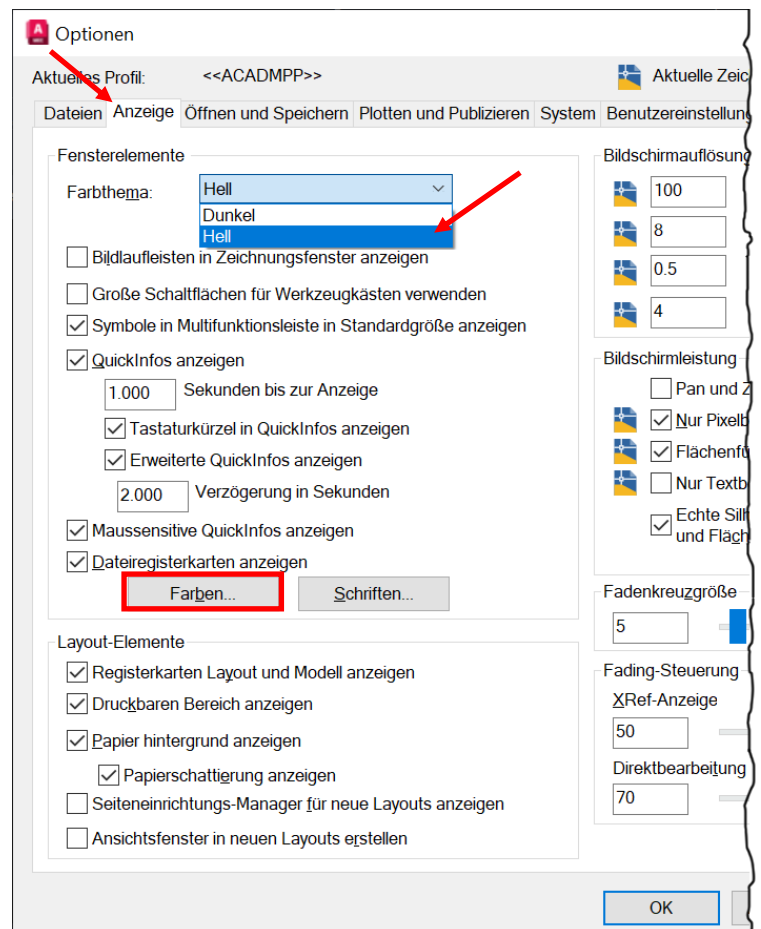 Optionen
Aktuelles Profil: <<ACADMPP>> Aktuelle Zeic
Dateien Anzeige Öffnen und Speichern Plotten und Publizieren System Benutzereinstellung
Fensterelemente
Farbthema: Hell
Dunkel
Hell
Bildlaufleisten in Zeichnungsfenster anzeigen
Große Schaltflächen für Werkzeugkästen verwenden
Symbole in Multifunktionsleiste in Standardgröße anzeigen
QuickInfos anzeigen
1.000 Sekunden bis zur Anzeige
Tastaturkürzel in QuickInfos anzeigen
Erweiterte QuickInfos anzeigen
2.000 Verzögerung in Sekunden
Maussensitive QuickInfos anzeigen
Dateiregisterkarten anzeigen
Farben... Schriften...
Layout-Elemente
Registerkarten Layout und Modell anzeigen
Druckbaren Bereich anzeigen
Papier hintergrund anzeigen
Papierschattierung anzeigen
Seiteneinrichtungs-Manager für neue Layouts anzeigen
Ansichtsfenster in neuen Layouts erstellen
Bildschirmauflösung
100
8
0.5
4
Bildschirmleistung
Pan und Z
Nur Pixelb
Flächenfü
Nur Textb
Echte Silh
und Fläch
Fadenkreuzgröße
5
Fading-Steuerung
XRef-Anzeige
50
Direktbearbeitung
70
OK